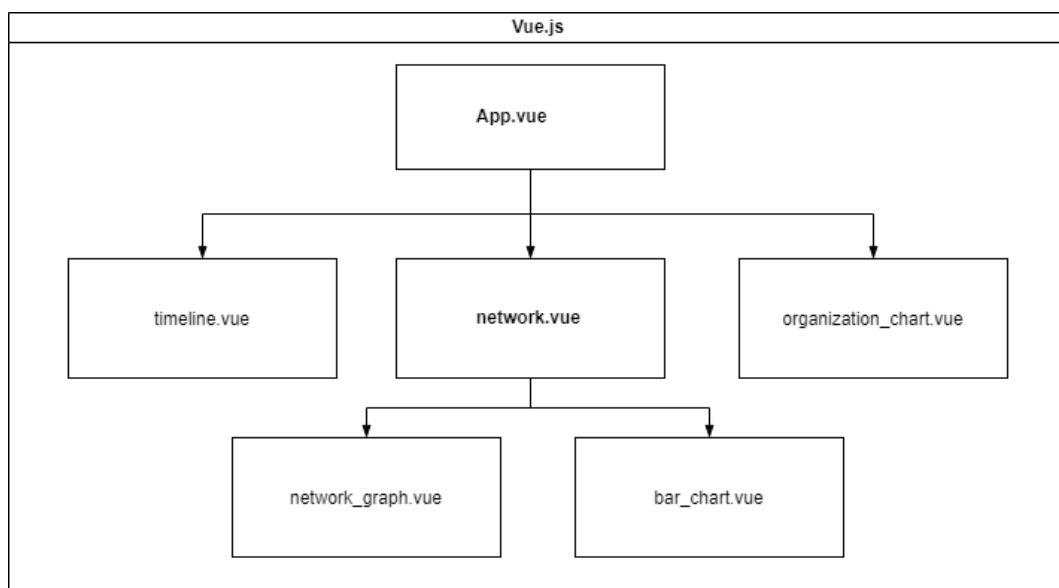 Vue.js
App.vue
timeline.vue
network.vue
organization_chart.vue
network_graph.vue
bar_chart.vue